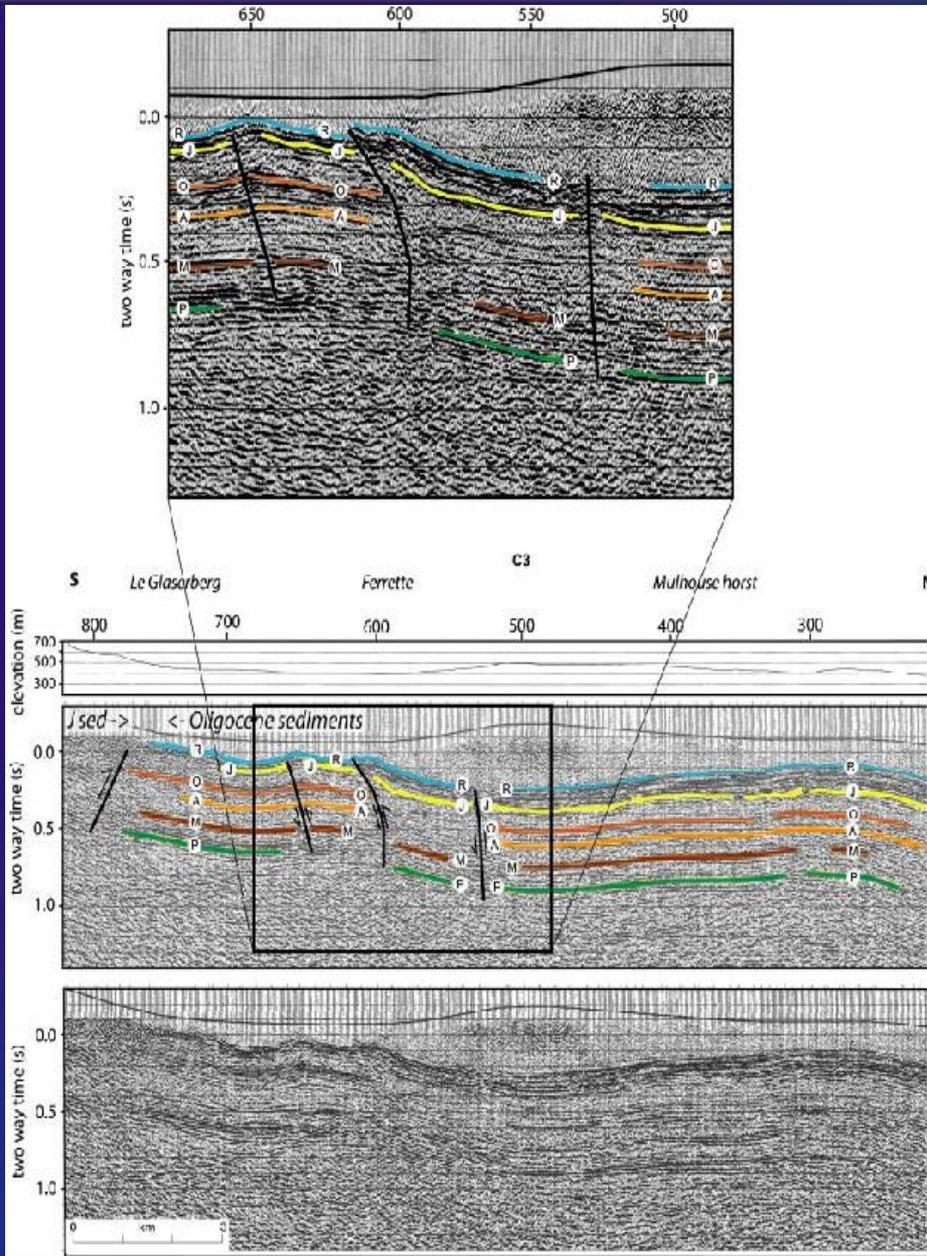 650 600 550 500
0.0
R R
J J
O O R R
A A J J
0.5
M M O
A
P M M
P P
1.0
two way time (s)
C3
S Le Glaserberg Ferrette Mulhouse horst
800 700 600 500 400 300
elevation (m)
700
500
300
J sed -> <- Oligocene sediments
0.0
R J J R R R R
O O J J J
A A O O
0.5
M M A A
P M M M
P P P
1.0
two way time (s)
0.0
0.5
1.0
two way time (s)
0 km